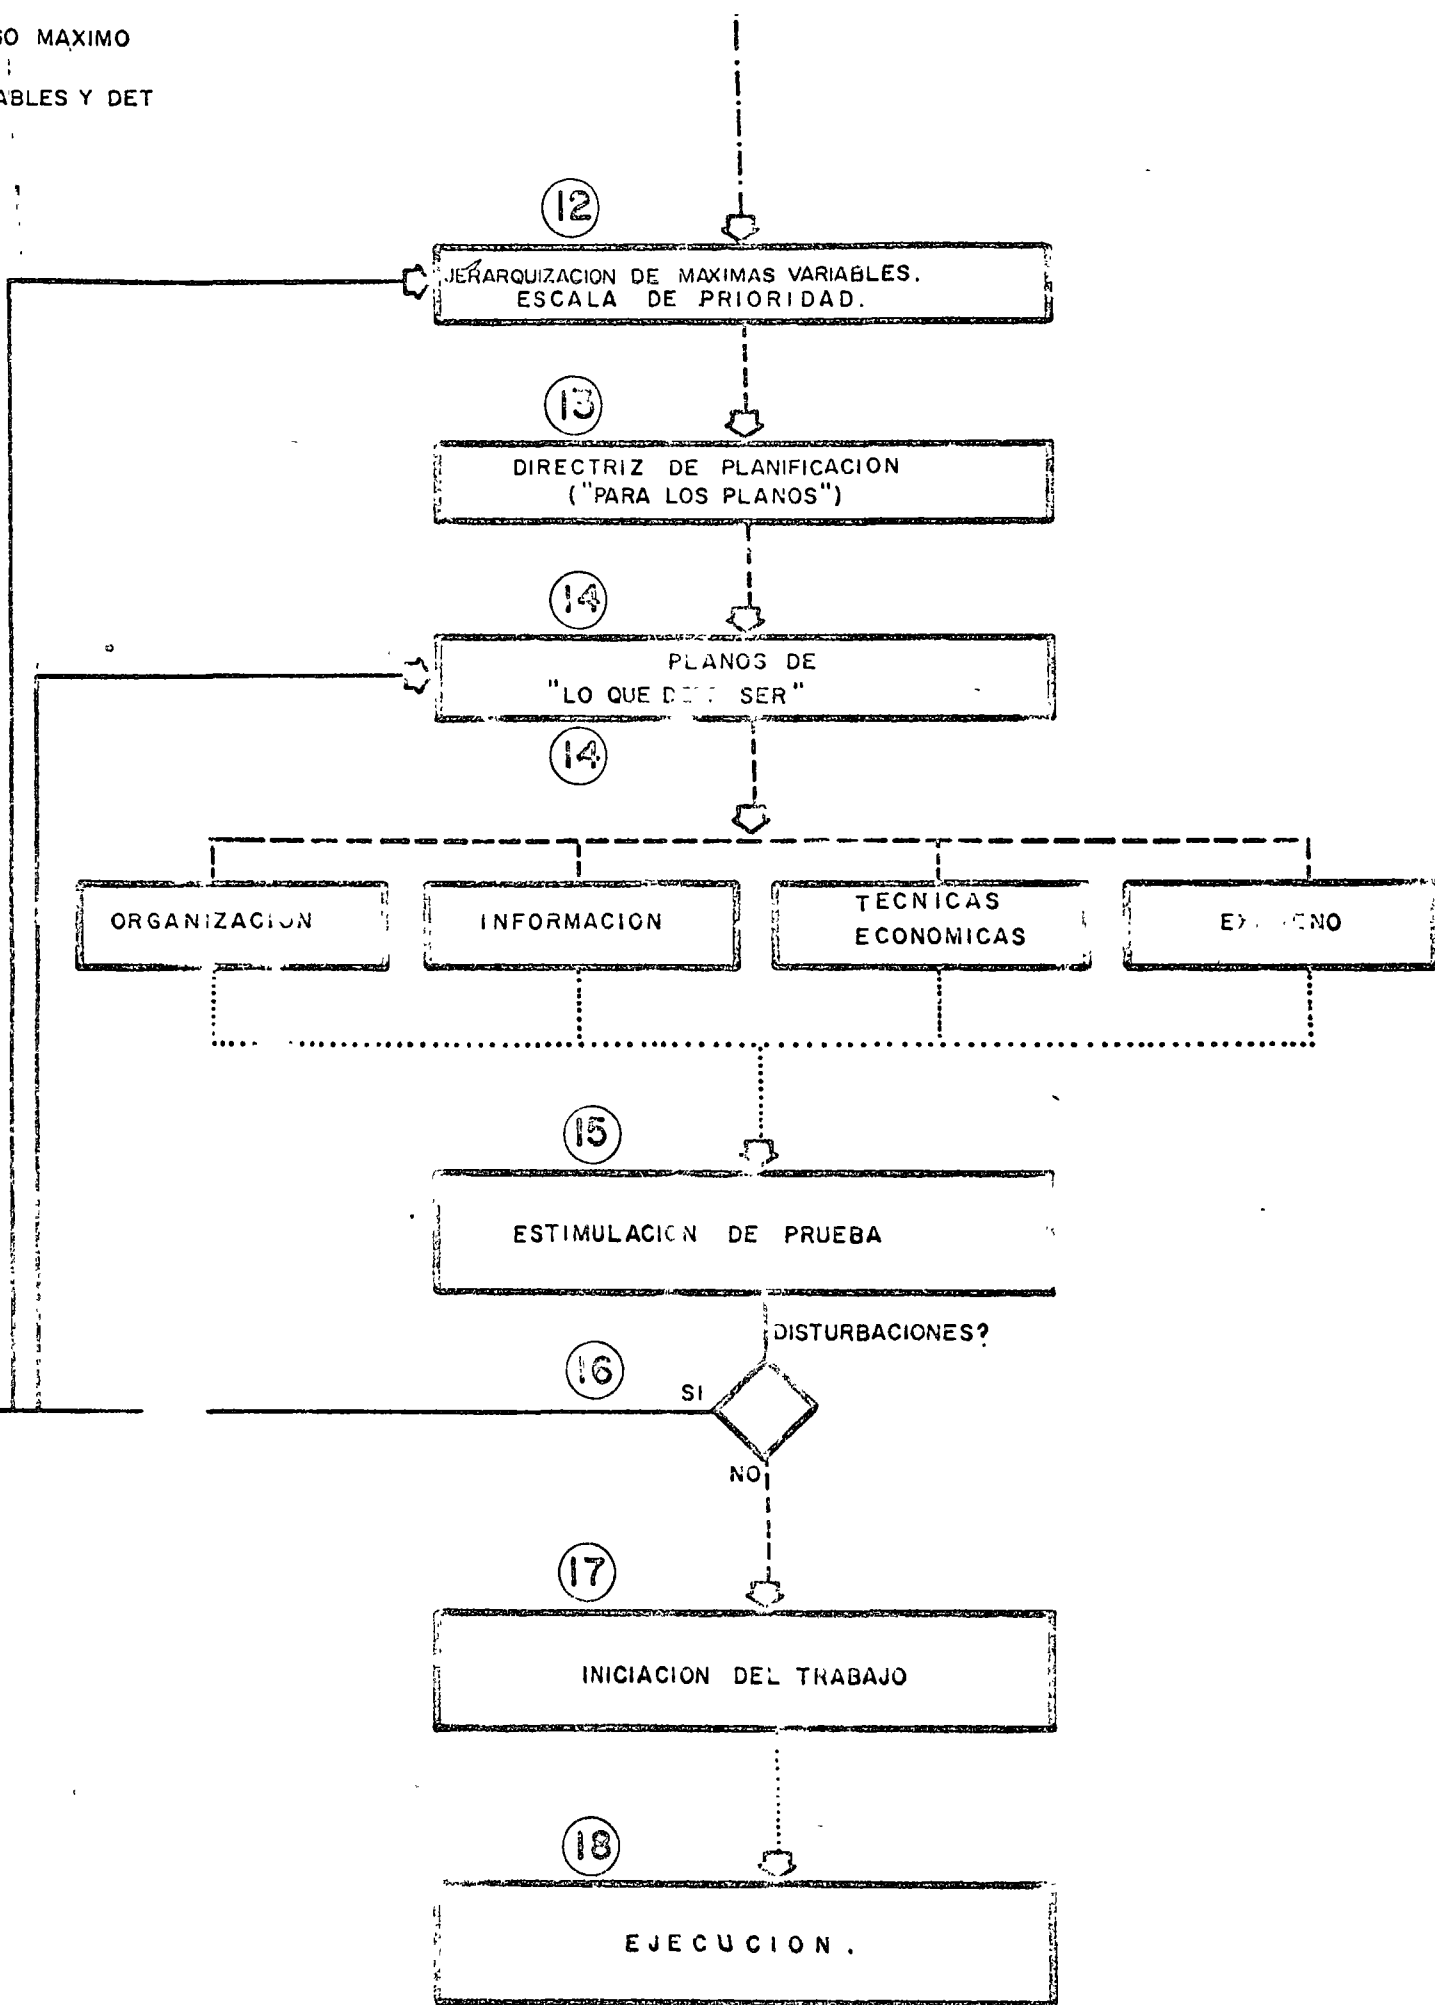 MAXIMO
Y DET
12
JERARQUIZACION DE MAXIMAS VARIABLES.
ESCALA DE PRIORIDAD.
13
DIRECTRIZ DE PLANIFICACION
("PARA LOS PLANOS")
14
PLANOS DE
"LO QUE SER"
14
ORGANIZACION
INFORMACION
TECNICAS
ECONOMICAS
15
ESTIMULACION DE PRUEBA
DISTURBACIONES?
16
SI
NO
17
INICIACION DEL TRABAJO
18
EJECUCION.